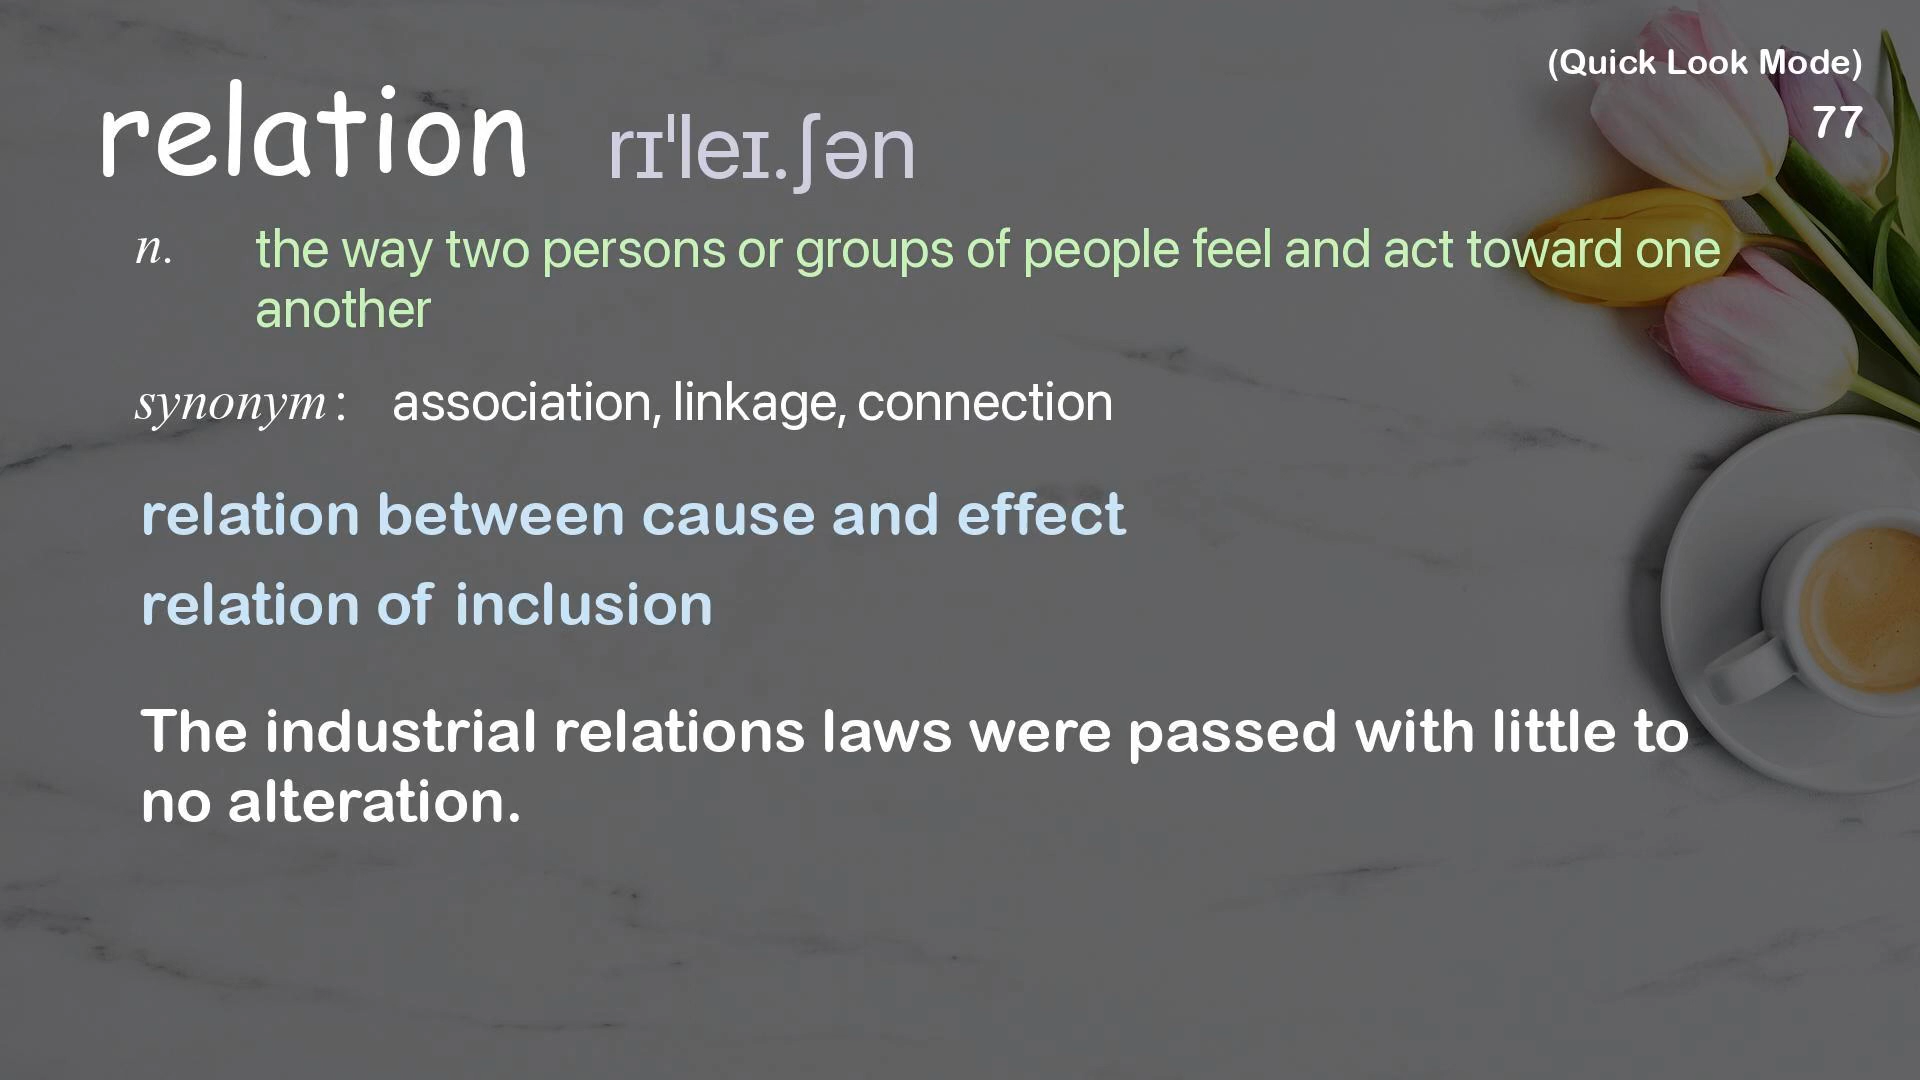 (Quick Look Mode)
77
relation rɪˈleɪ.ʃən
n. the way two persons or groups of people feel and act toward one
another
synonym: association, linkage, connection
relation between cause and effect
relation of inclusion
The industrial relations laws were passed with little to
no alteration.